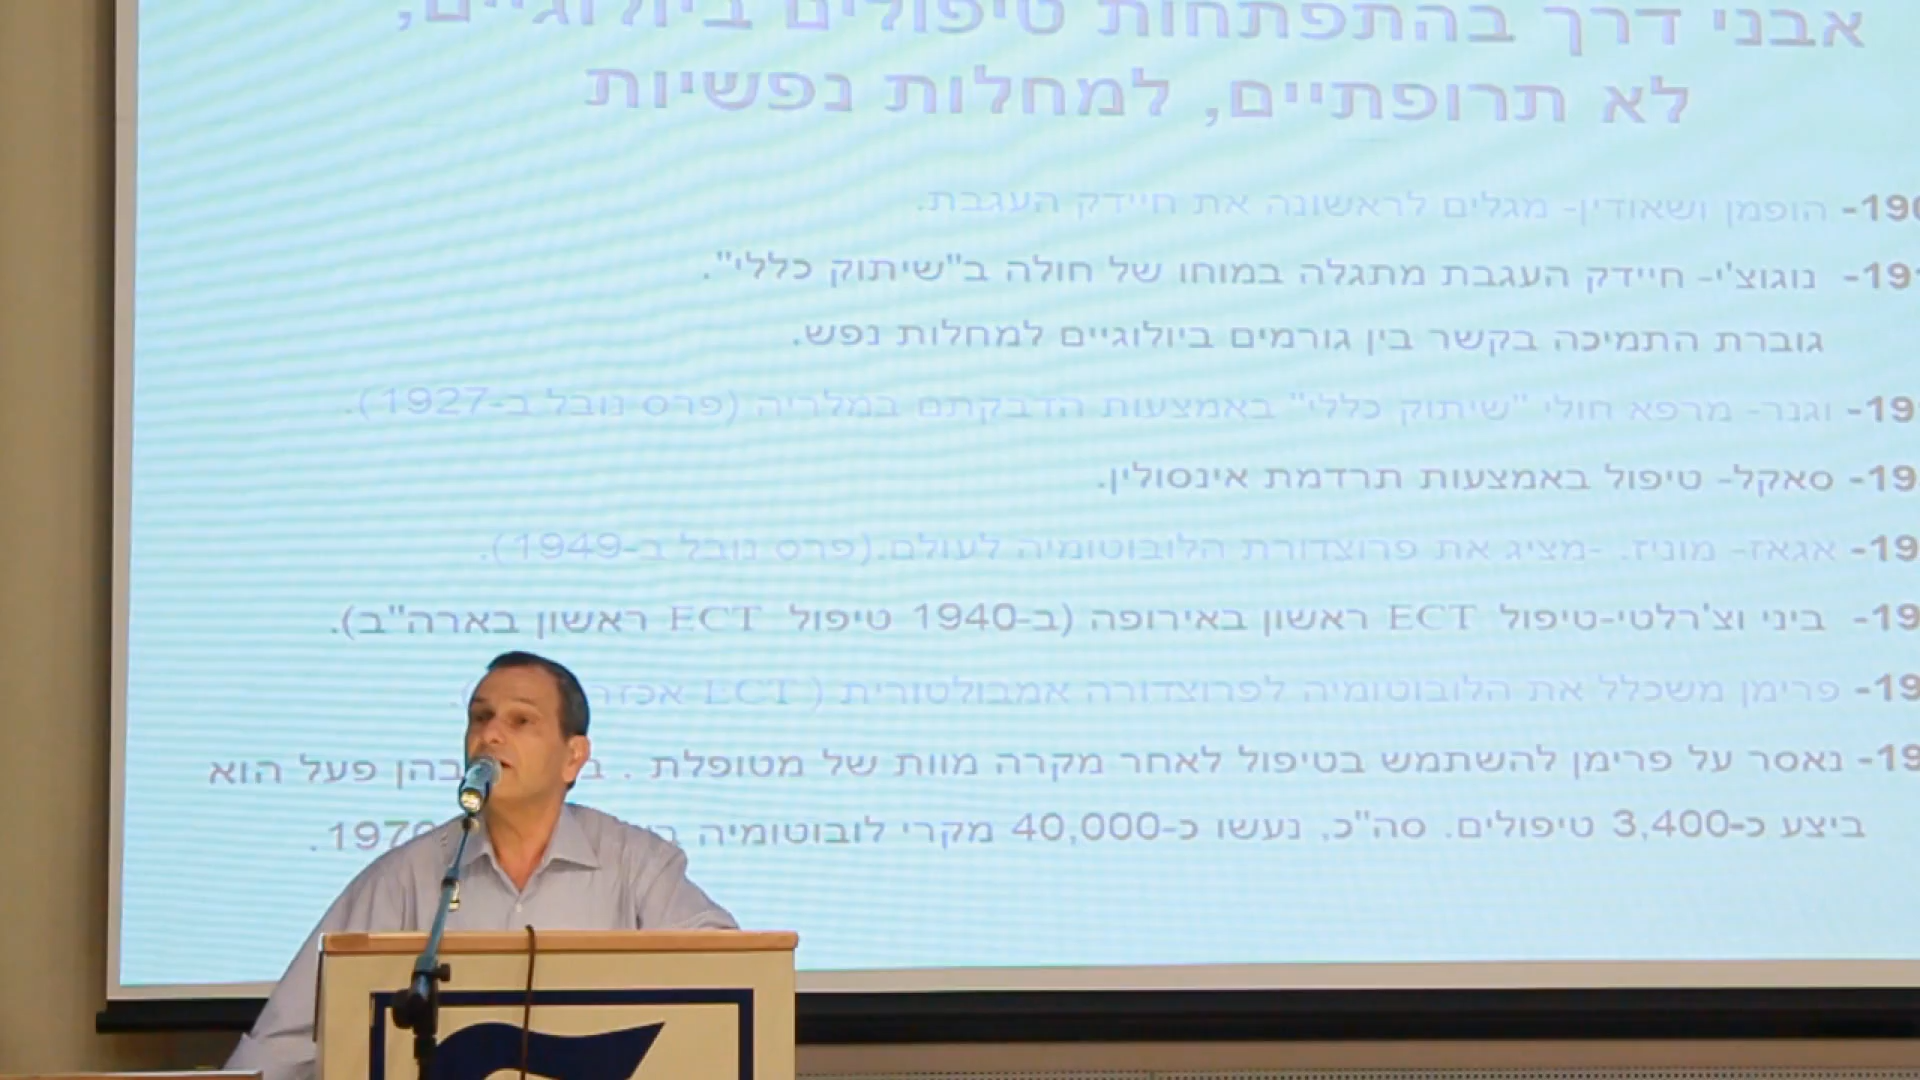 אבני דרך בהתפתחות טיפולים ביולוגיים,
לא תרופתיים, למחלות נפשיות
הופמן ושאודין- מגלים לראשונה את חיידק העגבת.
נוגוצ'י- חיידק העגבת מתגלה במוחו של חולה ב"שיתוק כללי".
גוברת התמיכה בקשר בין גורמים ביולוגיים למחלות נפש.
וגנר- מרפא חולי "שיתוק כללי" באמצעות הדבקתם במלריה (פרס נובל ב-1927).
סאקל- טיפול באמצעות תרדמת אינסולין.
אגאז- מוניז. -מציג את פרוצדורת הלובוטומיה לעולם.(פרס נובל ב-1949).
ביני וצ'רלטי-טיפול ECT ראשון באירופה (ב-1940 טיפול ECT ראשון בארה"ב).
פרימן משכלל את הלובוטומיה לפרוצדורה אמבולטורית ( ECT
נאסר על פרימן להשתמש בטיפול לאחר מקרה מוות של מטופלת . בהן פעל הוא
ביצע כ-3,400 טיפולים. סה"כ, נעשו כ-40,000 מקרי לובוטומיה